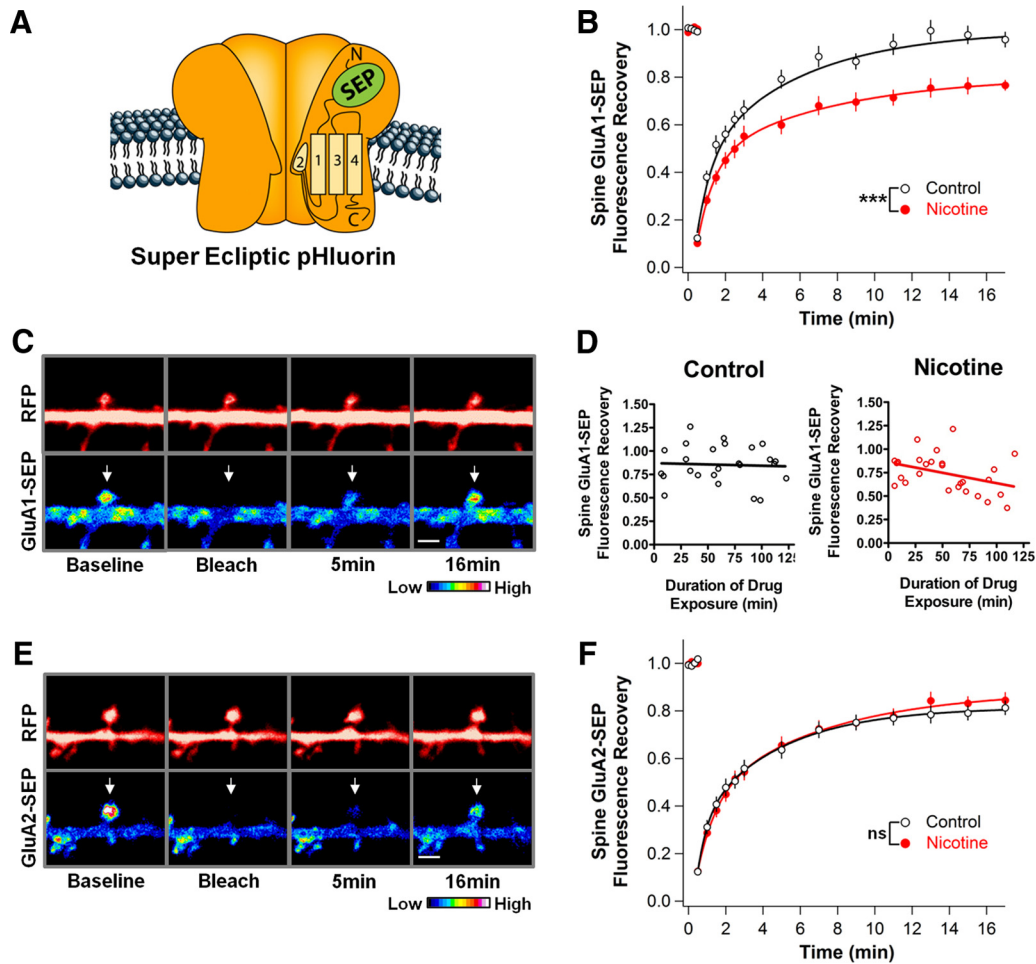 A
N
SEP
2
1
3
4
C
Super Ecliptic pHluorin
B
Spine GluA1-SEP
Fluorescence Recovery
1.0
0.8
0.6
0.4
0.2
0.0
*** Control
Nicotine
0 2 4 6 8 10 12 14 16
Time (min)
C
RFP
GluA1-SEP
Baseline Bleach 5min 16min
Low High
D
Control
Spine GluA1-SEP
Fluorescence Recovery
1.50
1.25
1.00
0.75
0.50
0.25
0.00
0 25 50 75 100 125
Duration of Drug
Exposure (min)
Nicotine
Spine GluA1-SEP
Fluorescence Recovery
1.50
1.25
1.00
0.75
0.50
0.25
0.00
0 25 50 75 100 125
Duration of Drug
Exposure (min)
E
RFP
GluA2-SEP
Baseline Bleach 5min 16min
Low High
F
Spine GluA2-SEP
Fluorescence Recovery
1.0
0.8
0.6
0.4
0.2
0.0
ns Control
Nicotine
0 2 4 6 8 10 12 14 16
Time (min)